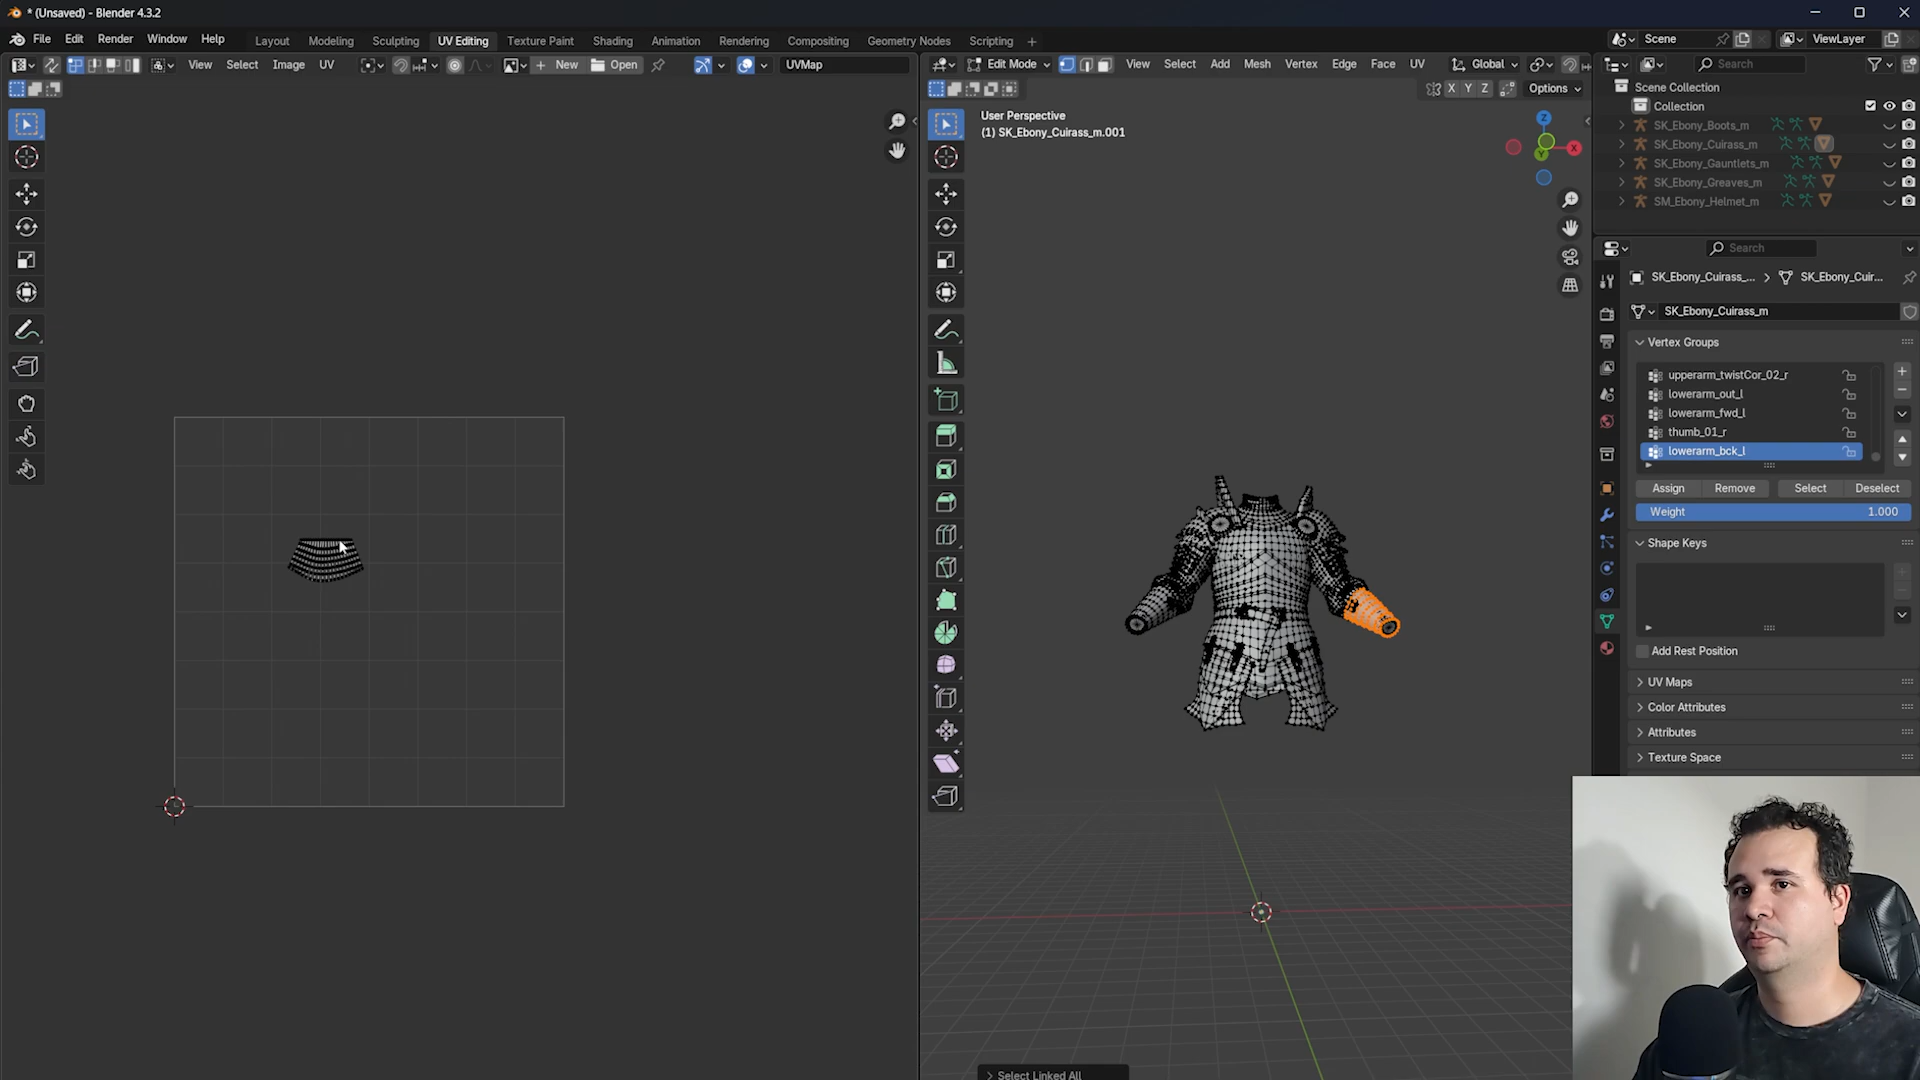 * (Unsaved) - Blender 4.3.2
File Edit Render Window Help Layout Modeling Sculpting UV Editing Texture Paint Shading Animation Rendering Compositing Geometry Nodes Scripting + Scene ViewLayer
View Select Image UV New Open UVMap
Edit Mode View Select Add Mesh Vertex Edge Face UV Global Search
X Y Z Options
Scene Collection
Collection
SK_Ebony_Boots_m
SK_Ebony_Cuirass_m
SK_Ebony_Gauntlets_m
SK_Ebony_Greaves_m
SM_Ebony_Helmet_m
User Perspective
(1) SK_Ebony_Cuirass_m.001
Z
X
Y
Search
SK_Ebony_Cuirass_... > SK_Ebony_Cuir...
SK_Ebony_Cuirass_m
Vertex Groups
upperarm_twistCor_02_r
lowerarm_out_l
lowerarm_fwd_l
thumb_01_r
lowerarm_bck_l
Assign Remove Select Deselect
Weight 1.000
Shape Keys
Add Rest Position
UV Maps
Color Attributes
Attributes
Texture Space
Select Linked All